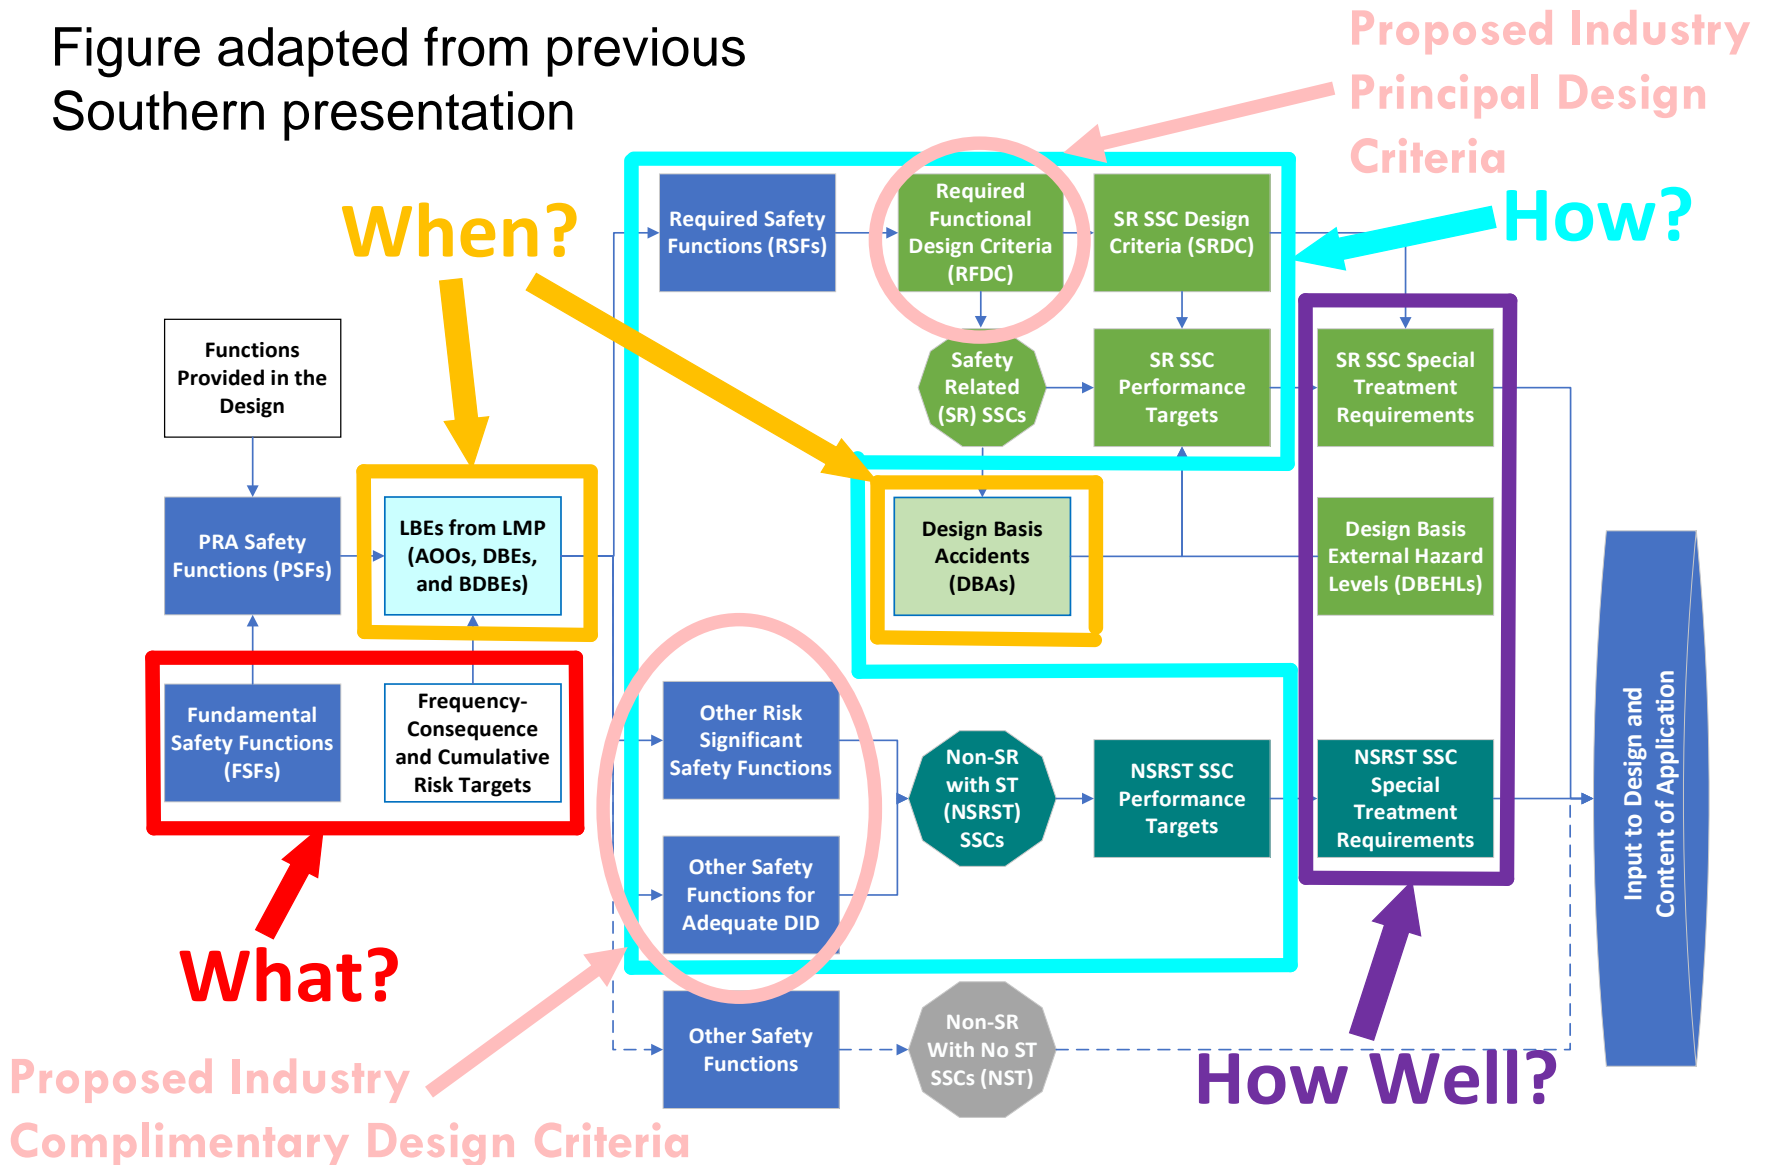 Figure adapted from previous
Southern presentation
Proposed Industry
Principal Design
Criteria
When?
How?
Required Safety
Functions (RSFs)
Required
Functional
Design Criteria
(RFDC)
SR SSC Design
Criteria (SRDC)
Functions
Provided in the
Design
Safety
Related
(SR) SSCs
SR SSC
Performance
Targets
SR SSC Special
Treatment
Requirements
PRA Safety
Functions (PSFs)
LBEs from LMP
(AOOs, DBEs,
and BDBEs)
Design Basis
Accidents
(DBAs)
Design Basis
External Hazard
Levels (DBEHLs)
Fundamental
Safety Functions
(FSFs)
Frequency-
Consequence
and Cumulative
Risk Targets
Other Risk
Significant
Safety Functions
Non-SR
with ST
(NSRST)
SSCs
NSRST SSC
Performance
Targets
NSRST SSC
Special
Treatment
Requirements
Input to Design and
Content of Application
Other Safety
Functions for
Adequate DID
What?
Other Safety
Functions
Non-SR
With No ST
SSCs (NST)
How Well?
Proposed Industry
Complimentary Design Criteria